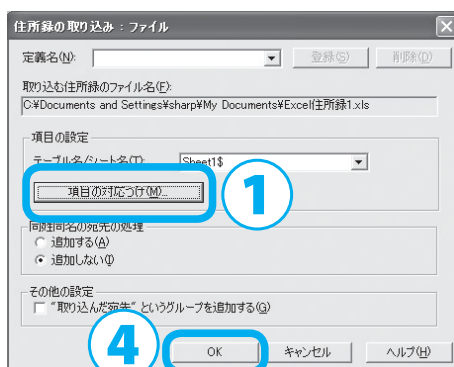 住所録の取り込み：ファイル
定義名(N):
登録(S)
削除(D)
取り込む住所録のファイル名(F):
C:¥Documents and Settings¥sharp¥My Documents¥Excel住所録1.xls
項目の設定
テーブル名/シート名(T): Sheet1$
項目の対応づけ(M)...
1
同姓同名の宛先の処理
追加する(A)
追加しない(I)
その他の設定
“取り込んだ宛先”というグループを追加する(G)
4
OK
キャンセル
ヘルプ(H)